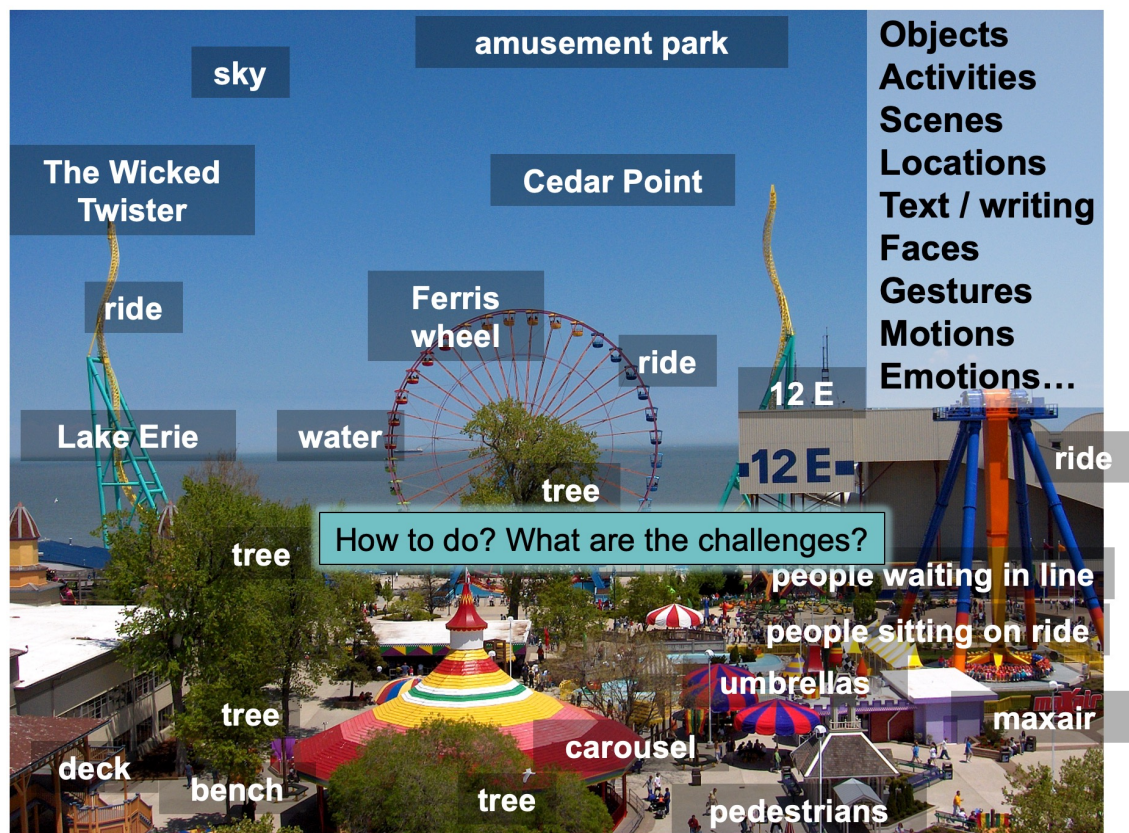 amusement park
sky
Objects
Activities
Scenes
Locations
Text / writing
Faces
Gestures
Motions
Emotions…
The Wicked
Twister
Cedar Point
ride
Ferris
wheel
ride
12 E
Lake Erie
water
12 E
ride
tree
How to do? What are the challenges?
tree
people waiting in line
people sitting on ride
umbrellas
tree
maxair
carousel
deck
bench
tree
pedestrians